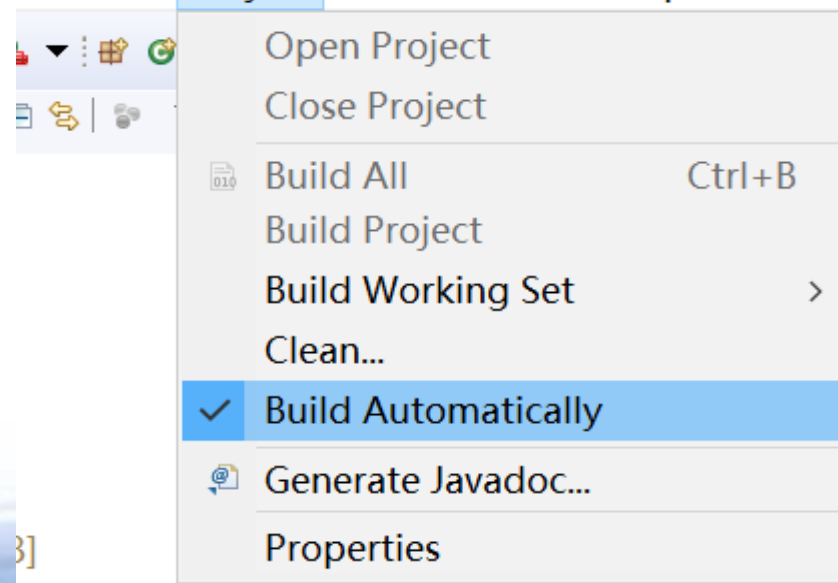 Open Project
Close Project
Build All Ctrl+B
Build Project
Build Working Set
Clean...
Build Automatically
Generate Javadoc...
Properties